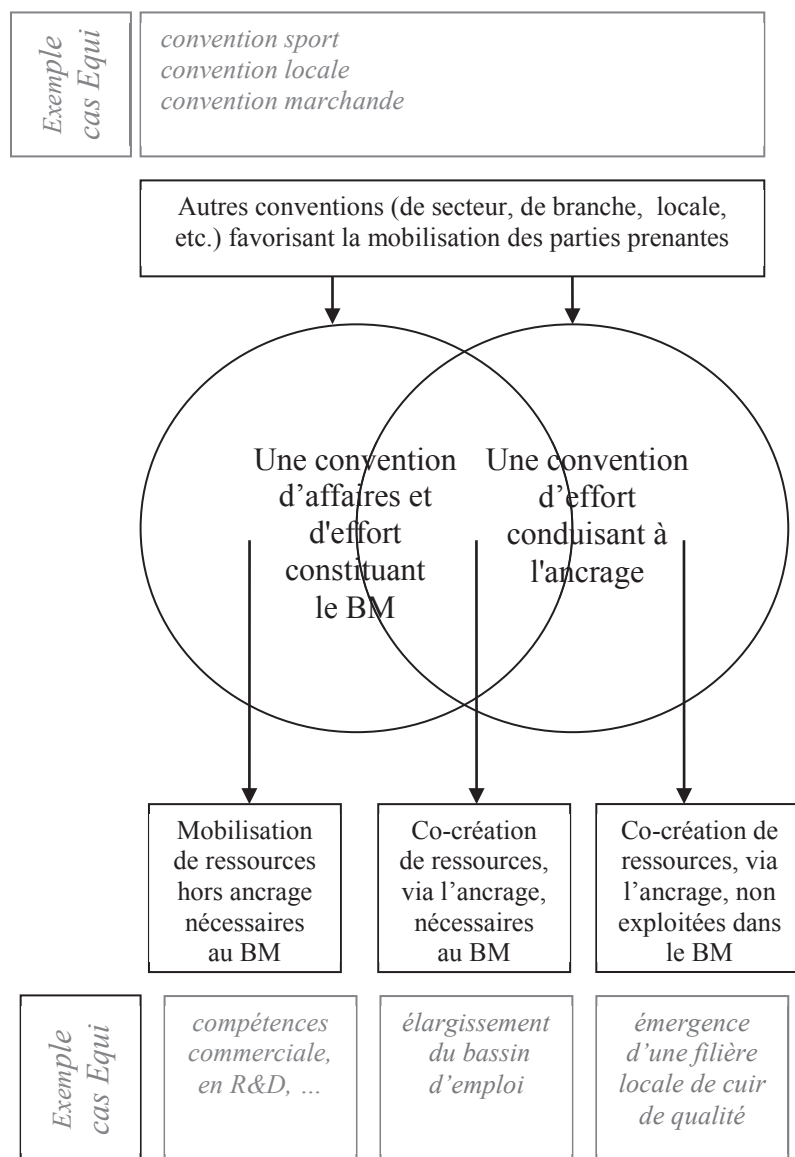 Exemple
cas Equi
convention sport
convention locale
convention marchande
Autres conventions (de secteur, de branche, locale,
etc.) favorisant la mobilisation des parties prenantes
Une convention
d’affaires et
d'effort
constituant
le BM
Une convention
d’effort
conduisant à
l'ancrage
Mobilisation
de ressources
hors ancrage
nécessaires
au BM
Co-création
de ressources,
via l’ancrage,
nécessaires
au BM
Co-création de
ressources, via
l’ancrage, non
exploitées dans
le BM
Exemple
cas Equi
compétences
commerciale,
en R&D, …
élargissement
du bassin
d’emploi
émergence
d’une filière
locale de cuir
de qualité